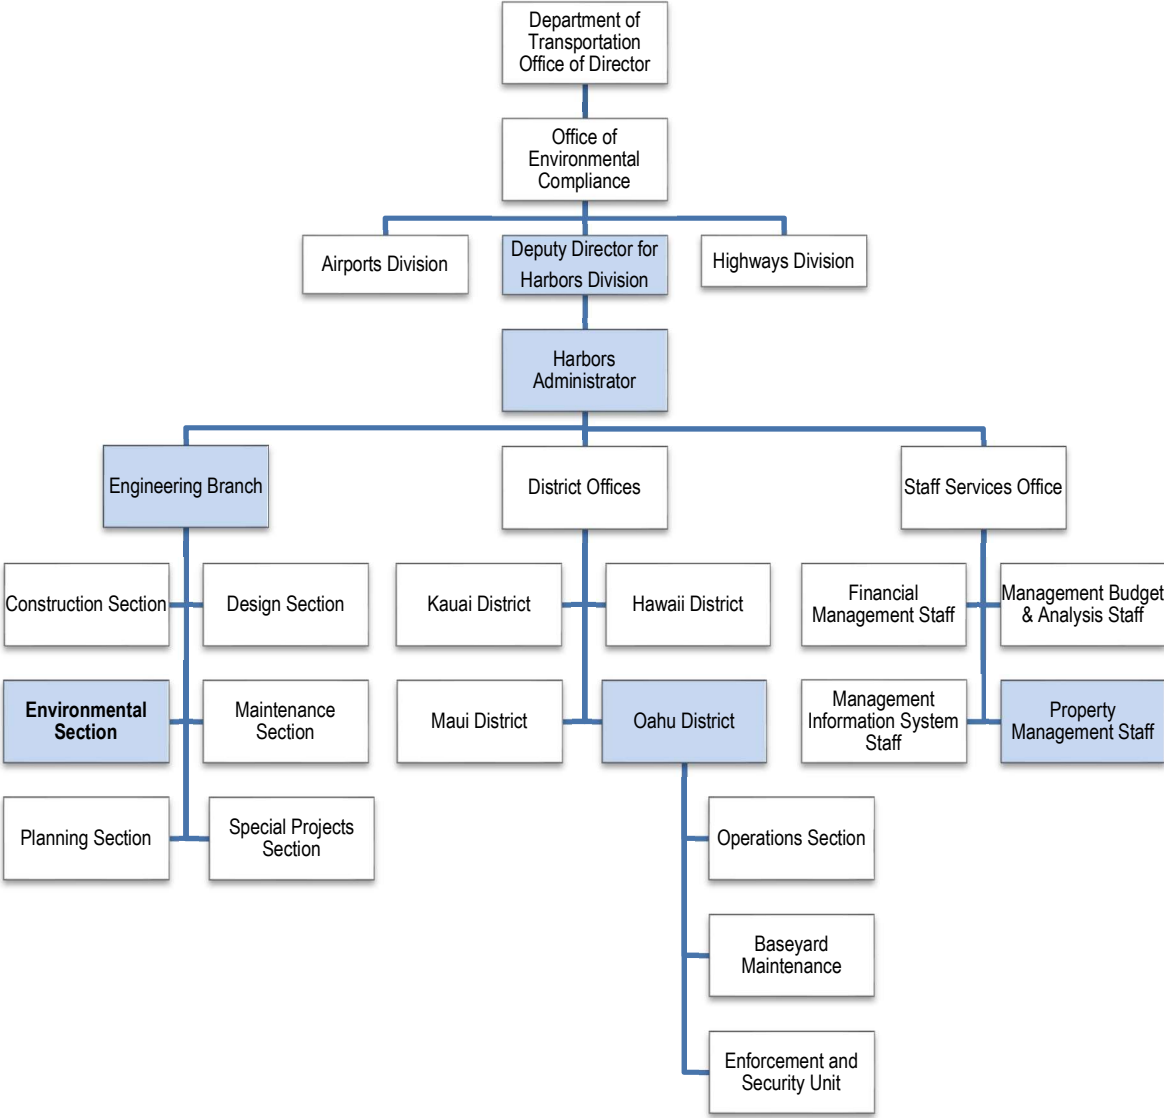 Department of
Transportation
Office of Director
Office of
Environmental
Compliance
Airports Division
Deputy Director for
Harbors Division
Highways Division
Harbors
Administrator
Engineering Branch
District Offices
Staff Services Office
Construction Section
Design Section
Kauai District
Hawaii District
Financial
Management Staff
Management Budget
& Analysis Staff
Environmental
Section
Maintenance
Section
Maui District
Oahu District
Management
Information System
Staff
Property
Management Staff
Planning Section
Special Projects
Section
Operations Section
Baseyard
Maintenance
Enforcement and
Security Unit